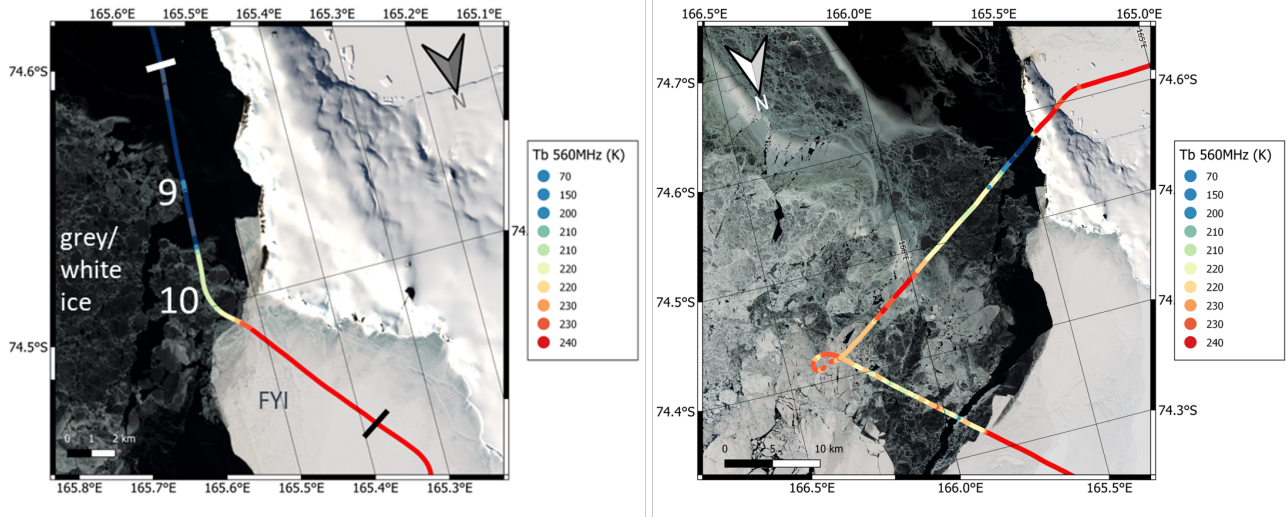 165.6°E 165.5°E 165.4°E 165.3°E 165.2°E 165.1°E
74.6°S
N
9
grey/
white
ice
10
74.
74.5°S
FYI
0 1 2 km
165.8°E 165.7°E 165.6°E 165.5°E 165.4°E 165.3°E
Tb 560MHz (K)
70
150
200
210
210
220
220
230
230
240
166.5°E 166.0°E 165.5°E 165.0°E
165°E
74.7°S
74.6°S
N
74.6°S
74.
166°E
74.5°S
74
74.4°S
74.3°S
0 5 10 km
166.5°E 166.0°E 165.5°E
Tb 560MHz (K)
70
150
200
210
210
220
220
230
230
240